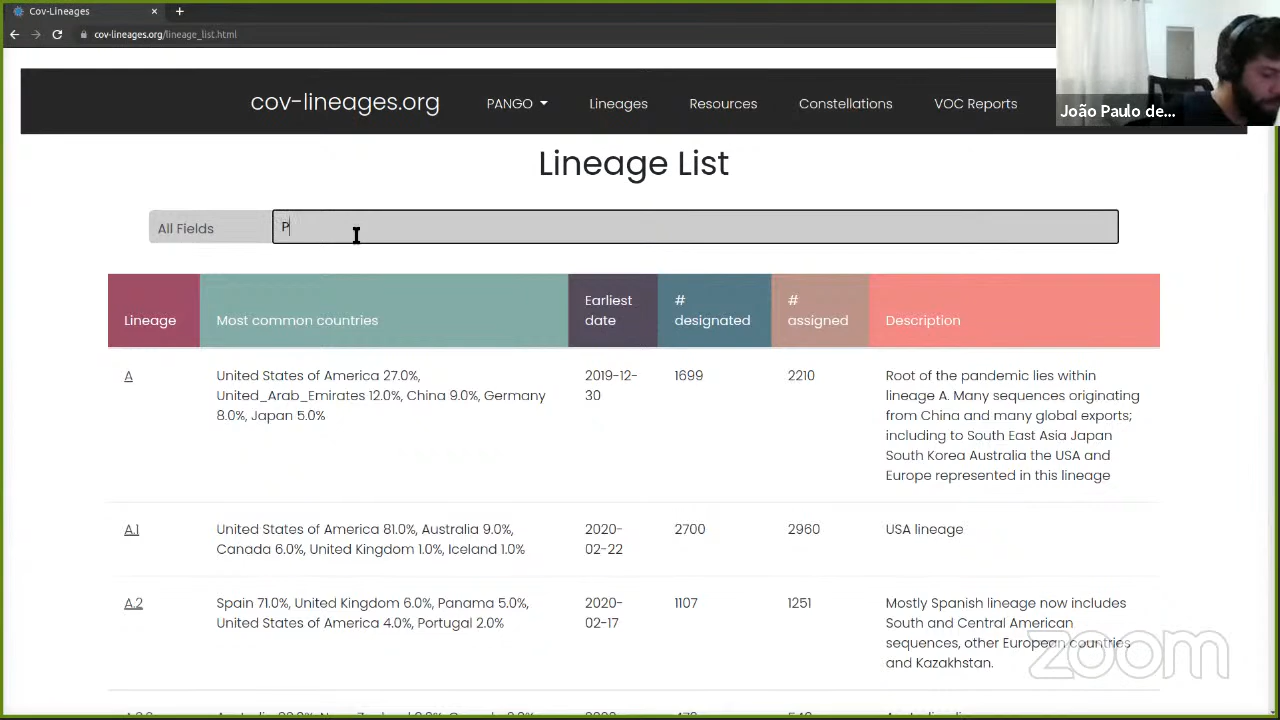 Cov-Lineages
cov-lineages.org/lineage_list.html
cov-lineages.org PANGO Lineages Resources Constellations VOC Reports
João Paulo de...
Lineage List
All Fields P
Lineage Most common countries Earliest date # designated # assigned Description
A
United States of America 27.0%,
United_Arab_Emirates 12.0%, China 9.0%, Germany
8.0%, Japan 5.0%
2019-12-
30
1699
2210
Root of the pandemic lies within
lineage A. Many sequences originating
from China and many global exports;
including to South East Asia Japan
South Korea Australia the USA and
Europe represented in this lineage
A.1
United States of America 81.0%, Australia 9.0%,
Canada 6.0%, United Kingdom 1.0%, Iceland 1.0%
2020-
02-22
2700
2960
USA lineage
A.2
Spain 71.0%, United Kingdom 6.0%, Panama 5.0%,
United States of America 4.0%, Portugal 2.0%
2020-
02-17
1107
1251
Mostly Spanish lineage now includes
South and Central American
sequences, other European countries
and Kazakhstan.
zoom